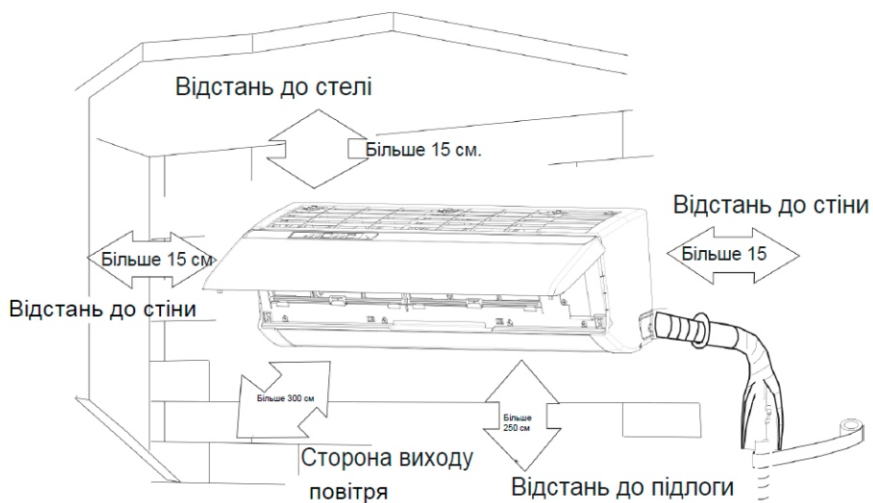 Відстань до стелі
Більше 15 см.
Відстань до стіни
Більше 15
Більше 15 см
Відстань до стіни
Більше 300 см
Більше
250 см
Сторона виходу
повітря
Відстань до підлоги